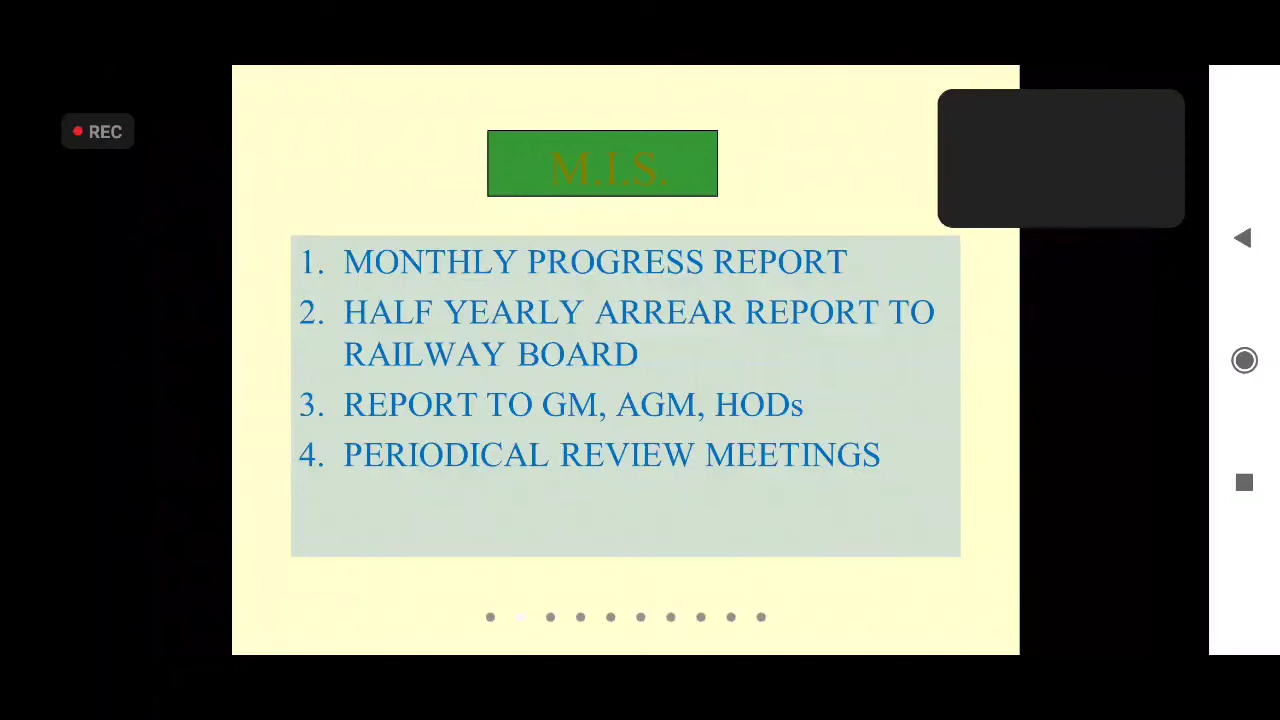 REC
M.I.S.
1. MONTHLY PROGRESS REPORT
2. HALF YEARLY ARREAR REPORT TO
RAILWAY BOARD
3. REPORT TO GM, AGM, HODs
4. PERIODICAL REVIEW MEETINGS